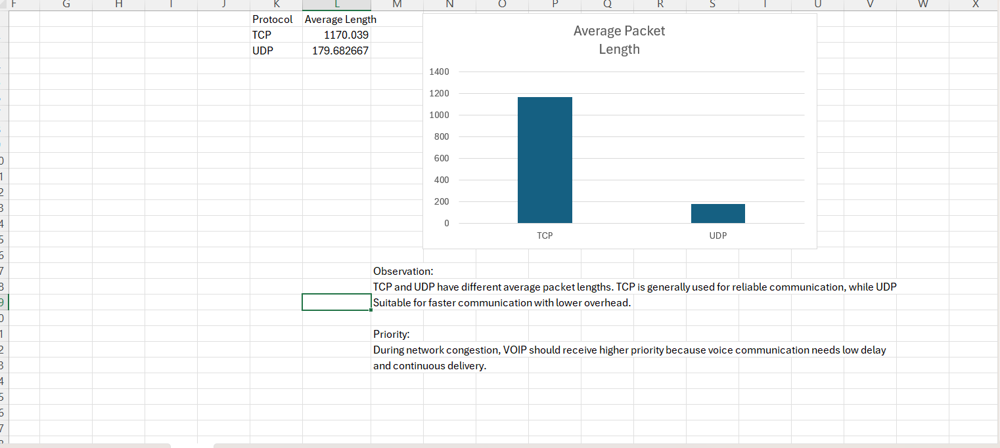 F G H I J K L M N O P Q R S T U V W X
Protocol Average Length
TCP 1170.039
UDP 179.682667
Average Packet
Length
1400
1200
1000
800
600
400
200
0
TCP UDP
Observation:
TCP and UDP have different average packet lengths. TCP is generally used for reliable communication, while UDP
Suitable for faster communication with lower overhead.
Priority:
During network congestion, VOIP should receive higher priority because voice communication needs low delay
and continuous delivery.